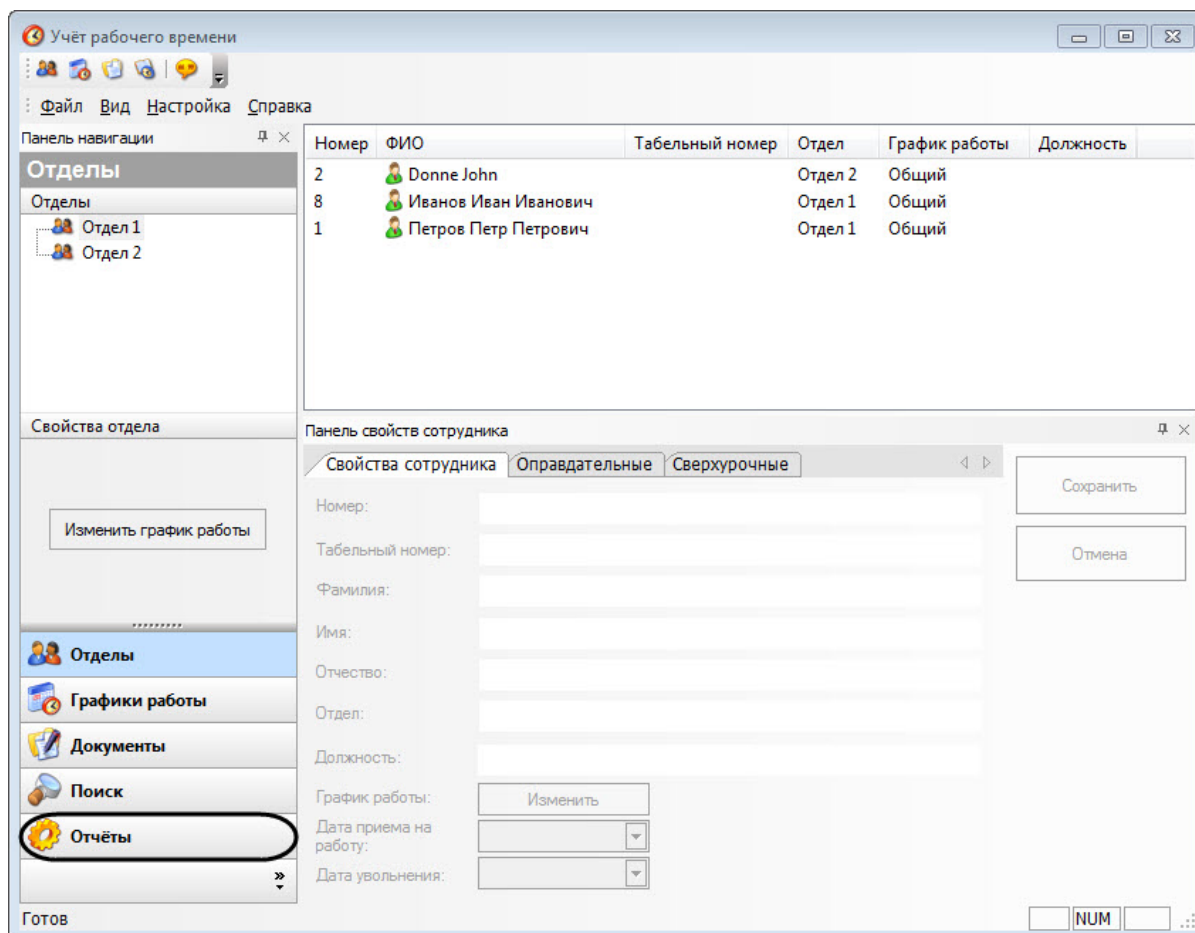 Учёт рабочего времени
Файл Вид Настройка Справка
Панель навигации
Отделы
Отделы
Отдел 1
Отдел 2
Номер ФИО Табельный номер Отдел График работы Должность
2 Donne John Отдел 2 Общий
8 Иванов Иван Иванович Отдел 1 Общий
1 Петров Петр Петрович Отдел 1 Общий
Свойства отдела
Изменить график работы
Панель свойств сотрудника
Свойства сотрудника Оправдательные Сверхурочные
Номер:
Табельный номер:
Фамилия:
Имя:
Отчество:
Отдел:
Должность:
График работы: Изменить
Дата приема на
работу:
Дата увольнения:
Сохранить
Отмена
Отделы
Графики работы
Документы
Поиск
Отчёты
Готов
NUM